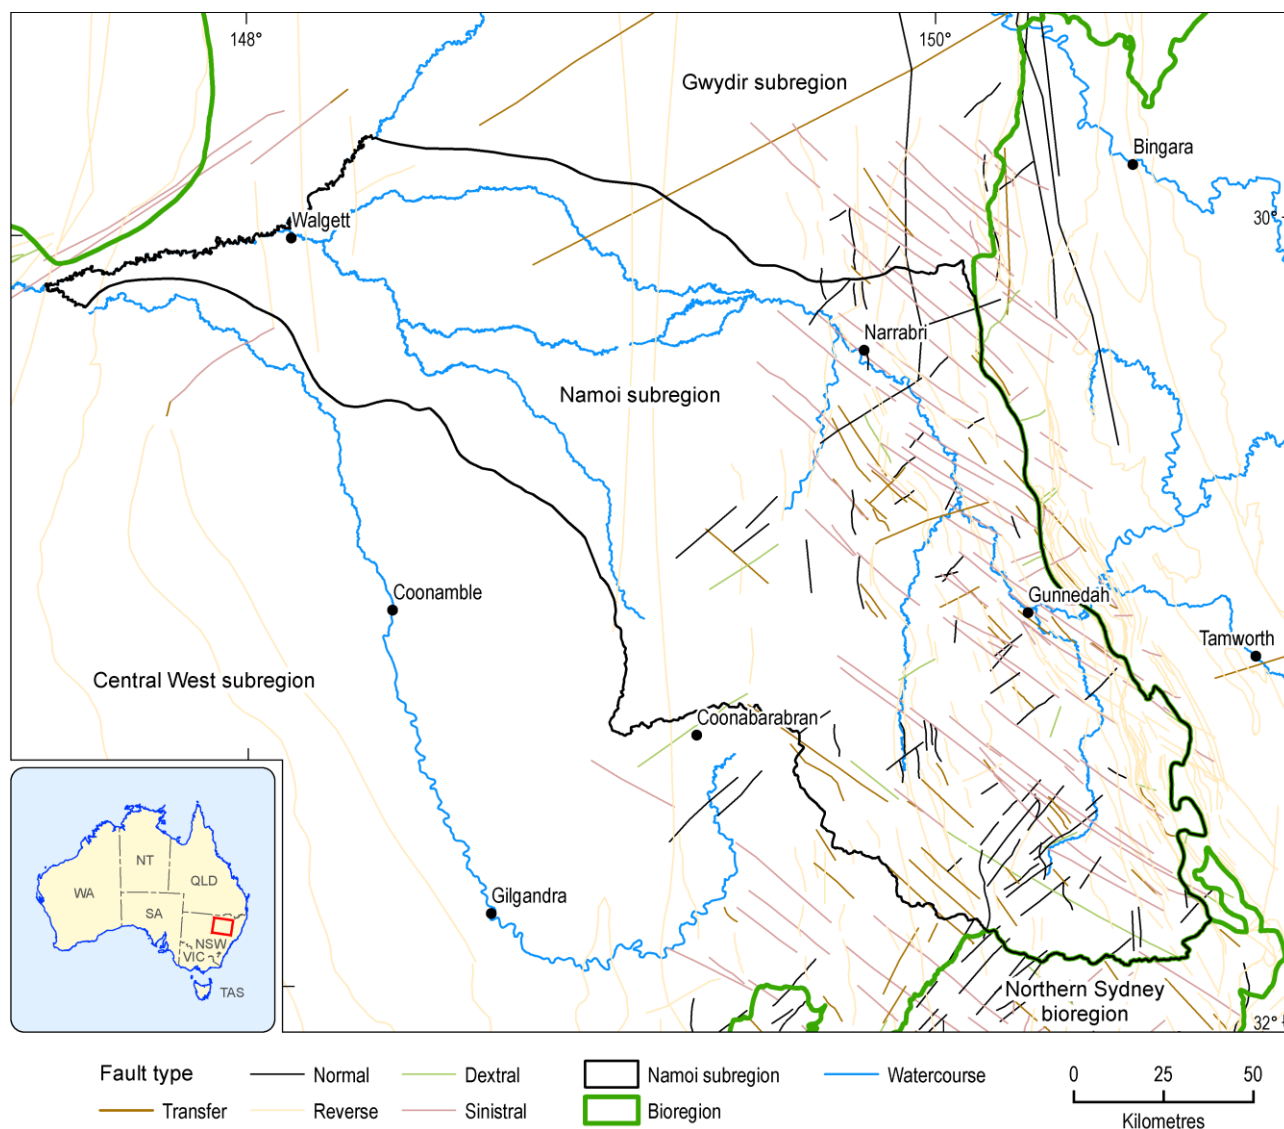 148°
150°
Gwydir subregion
Bingara
30°
Walgett
Narrabri
Namoi subregion
Coonamble
Gunnedah
Tamworth
Central West subregion
Coonabarabran
Gilgandra
Northern Sydney
bioregion
32°
NT
QLD
WA
SA
NSW
VIC
TAS
Fault type
Normal
Dextral
Namoi subregion
Watercourse
Transfer
Reverse
Sinistral
Bioregion
0 25 50
Kilometres